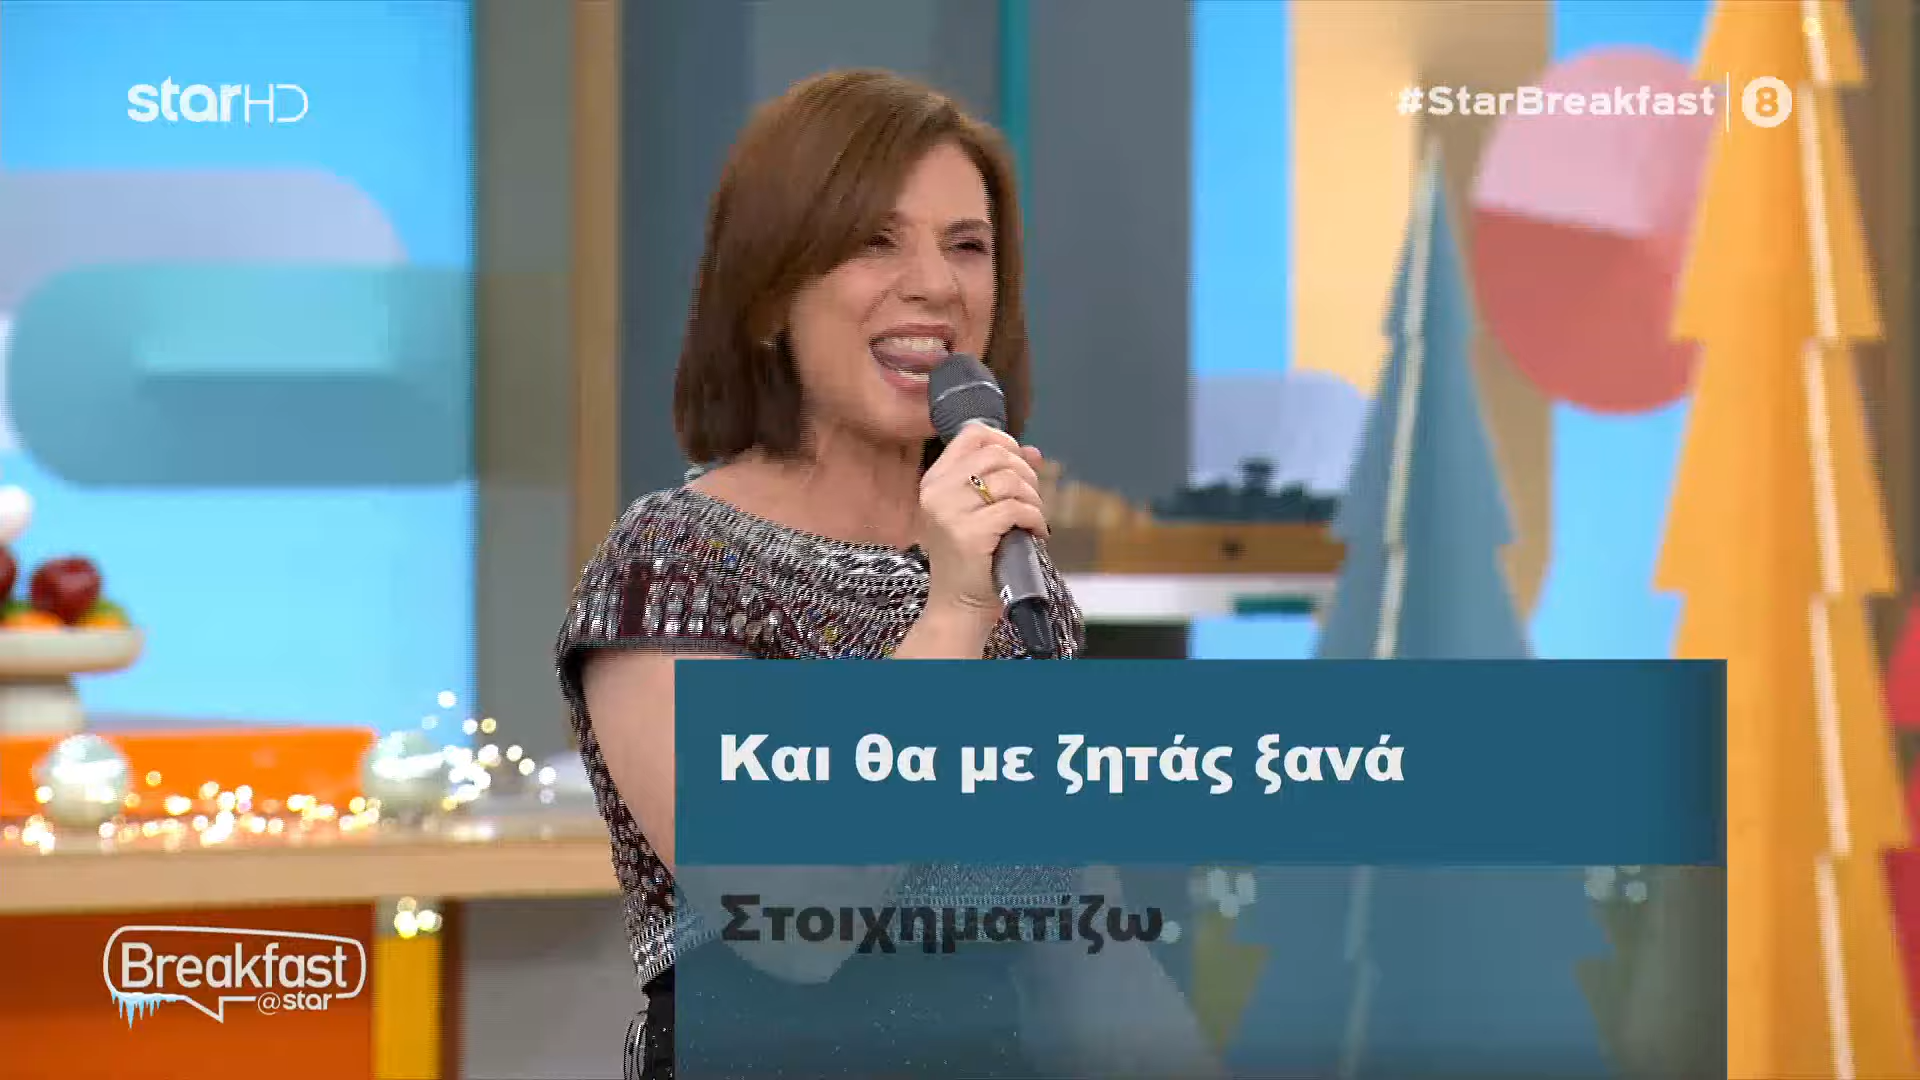 starHD
#StarBreakfast 8
Και θα με ζητάς ξανά
Στοιχηματίζω
Breakfast
@star